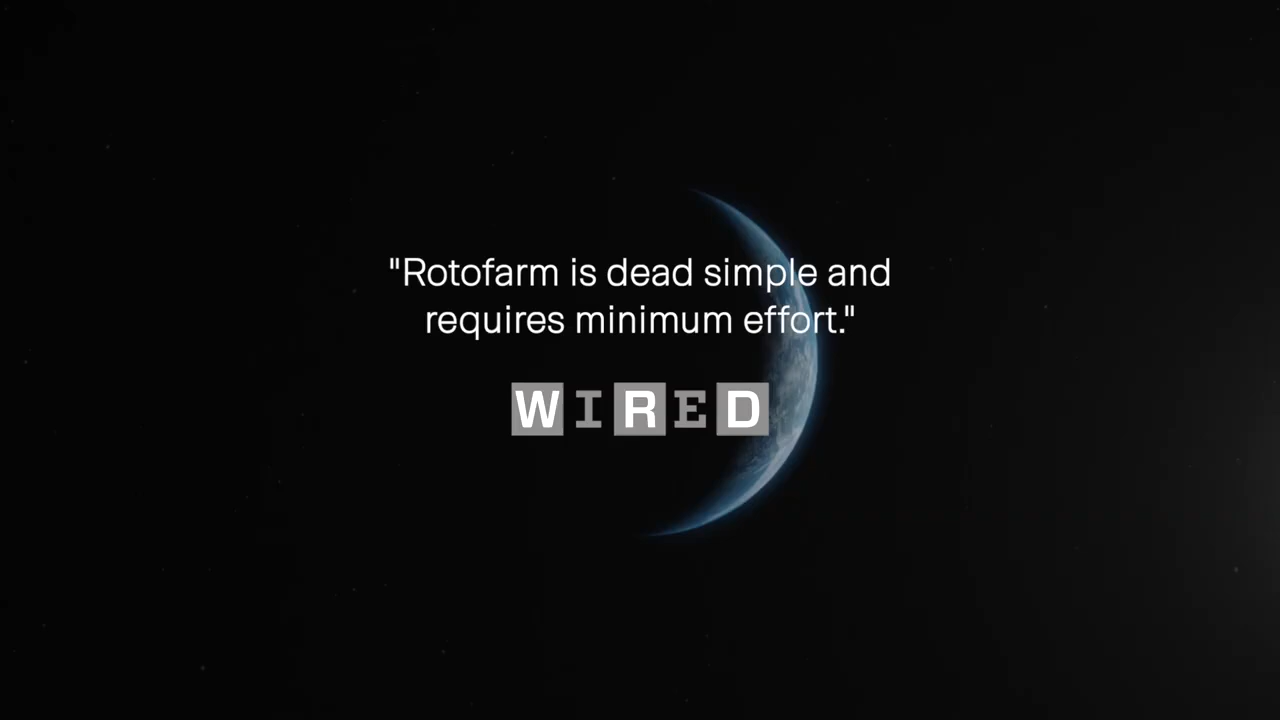 "Rotofarm is dead simple and
requires minimum effort."
WIRED